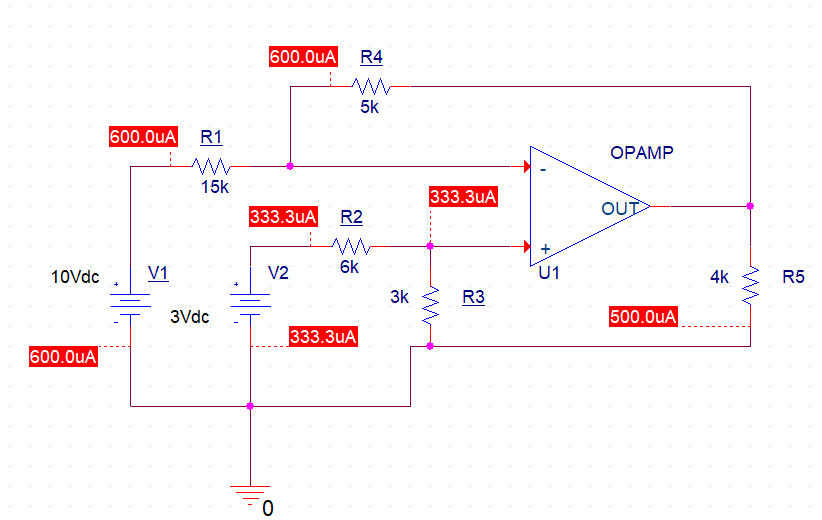 600.0uA
R4
5k
600.0uA
R1
15k
OPAMP
-
333.3uA
333.3uA
R2
6k
OUT
+
U1
10Vdc
V1
V2
3k
R3
4k
R5
3Vdc
500.0uA
333.3uA
600.0uA
0